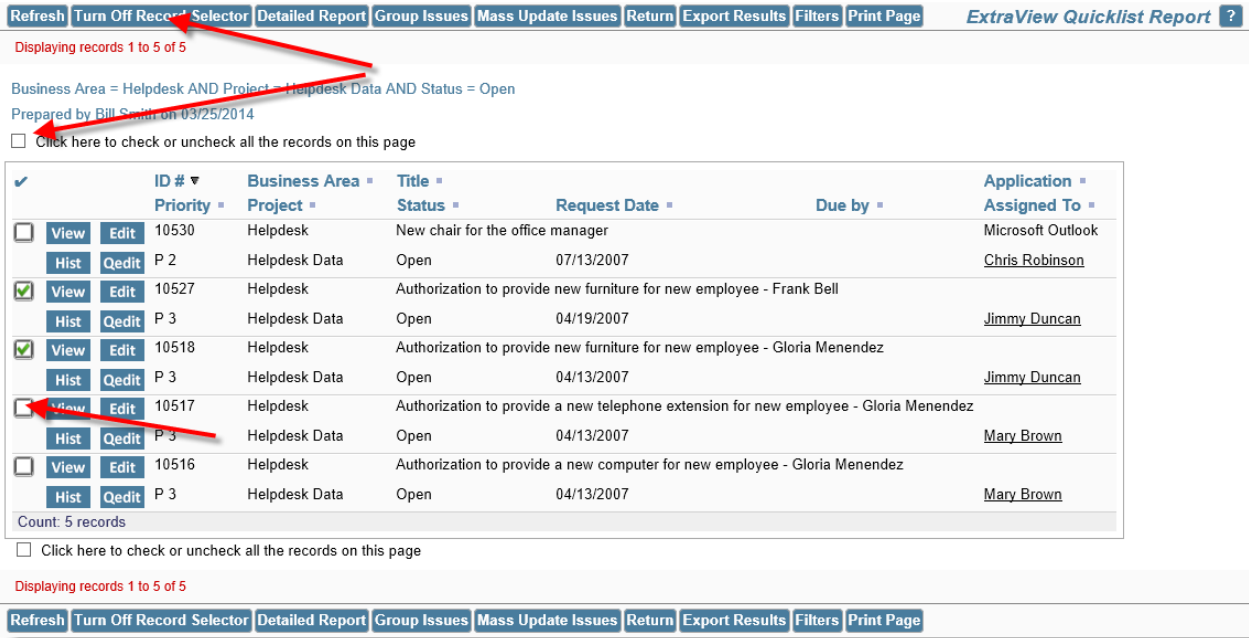 Refresh Turn Off Record Selector Detailed Report Group Issues Mass Update Issues Return Export Results Filters Print Page ExtraView Quicklist Report ?
Displaying records 1 to 5 of 5
Business Area = Helpdesk AND Project = Helpdesk Data AND Status = Open
Prepared by Bill Smith on 03/25/2014
Click here to check or uncheck all the records on this page
ID # Business Area Title Application
Priority Project Status Request Date Due by Assigned To
View Edit 10530 Helpdesk New chair for the office manager Microsoft Outlook
Hist Qedit P 2 Helpdesk Data Open 07/13/2007 Chris Robinson
View Edit 10527 Helpdesk Authorization to provide new furniture for new employee - Frank Bell
Hist Qedit P 3 Helpdesk Data Open 04/19/2007 Jimmy Duncan
View Edit 10518 Helpdesk Authorization to provide new furniture for new employee - Gloria Menendez
Hist Qedit P 3 Helpdesk Data Open 04/13/2007 Jimmy Duncan
View Edit 10517 Helpdesk Authorization to provide a new telephone extension for new employee - Gloria Menendez
Hist Qedit P 3 Helpdesk Data Open 04/13/2007 Mary Brown
View Edit 10516 Helpdesk Authorization to provide a new computer for new employee - Gloria Menendez
Hist Qedit P 3 Helpdesk Data Open 04/13/2007 Mary Brown
Count: 5 records
Click here to check or uncheck all the records on this page
Displaying records 1 to 5 of 5
Refresh Turn Off Record Selector Detailed Report Group Issues Mass Update Issues Return Export Results Filters Print Page